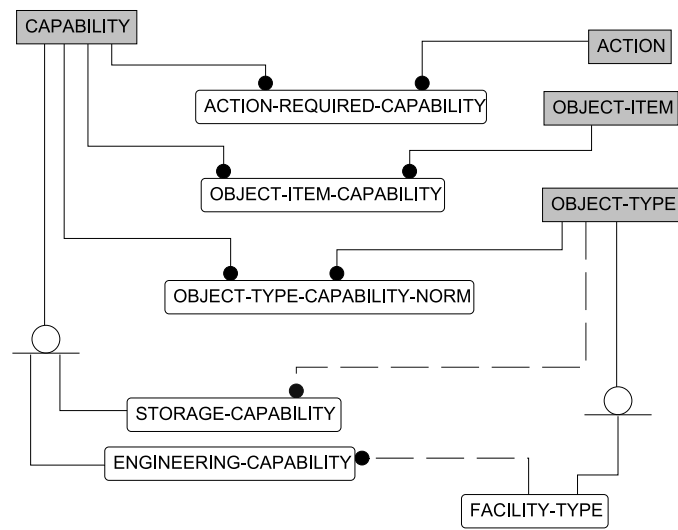 CAPABILITY
ACTION
ACTION-REQUIRED-CAPABILITY
OBJECT-ITEM
OBJECT-ITEM-CAPABILITY
OBJECT-TYPE
OBJECT-TYPE-CAPABILITY-NORM
STORAGE-CAPABILITY
ENGINEERING-CAPABILITY
FACILITY-TYPE